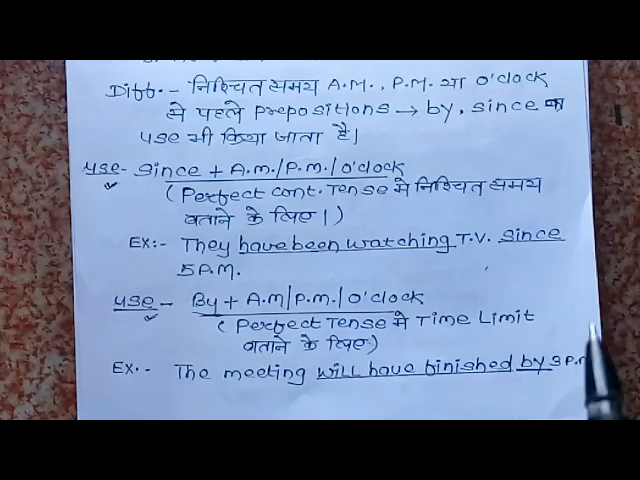 Diff.- निश्चित समय A.M., P.M. या o'clock
से पहले prepositions → by, since का
use भी किया जाता है।
use- since + A.M./P.M./o'clock
(Perfect cont. Tense मे निश्चित समय
बताने के लिए।)
EX:- They have been watching T.V. since
5 P.M.
use - By + A.M/P.M./o'clock
(Perfect Tense मे Time Limit
बताने के लिए)
EX.- The meeting will have finished by 3 P.M